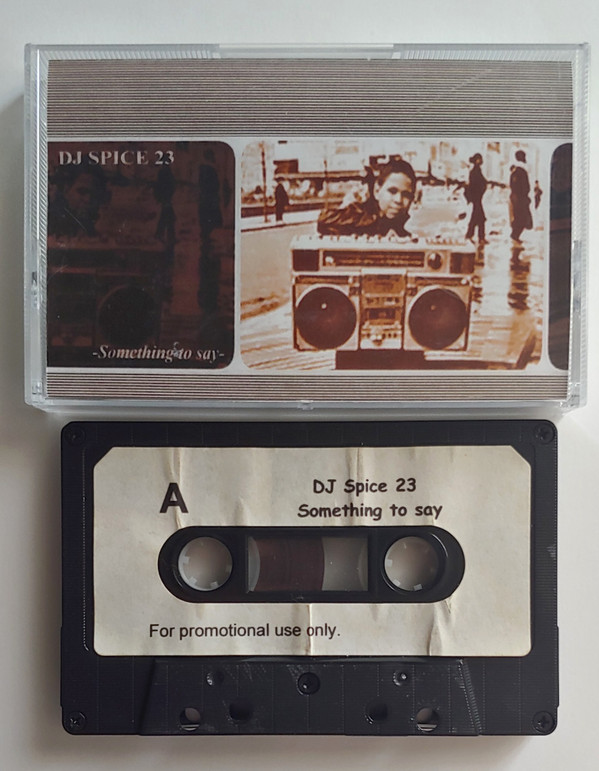 DJ SPICE 23
-Something to say-
A
DJ Spice 23
Something to say
For promotional use only.